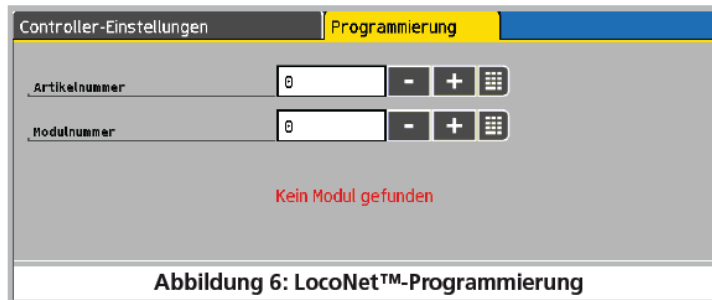 Controller-Einstellungen Programmierung
Artikelnummer 0 - +
Modulnummer 0 - +
Kein Modul gefunden
Abbildung 6: LocoNet™-Programmierung